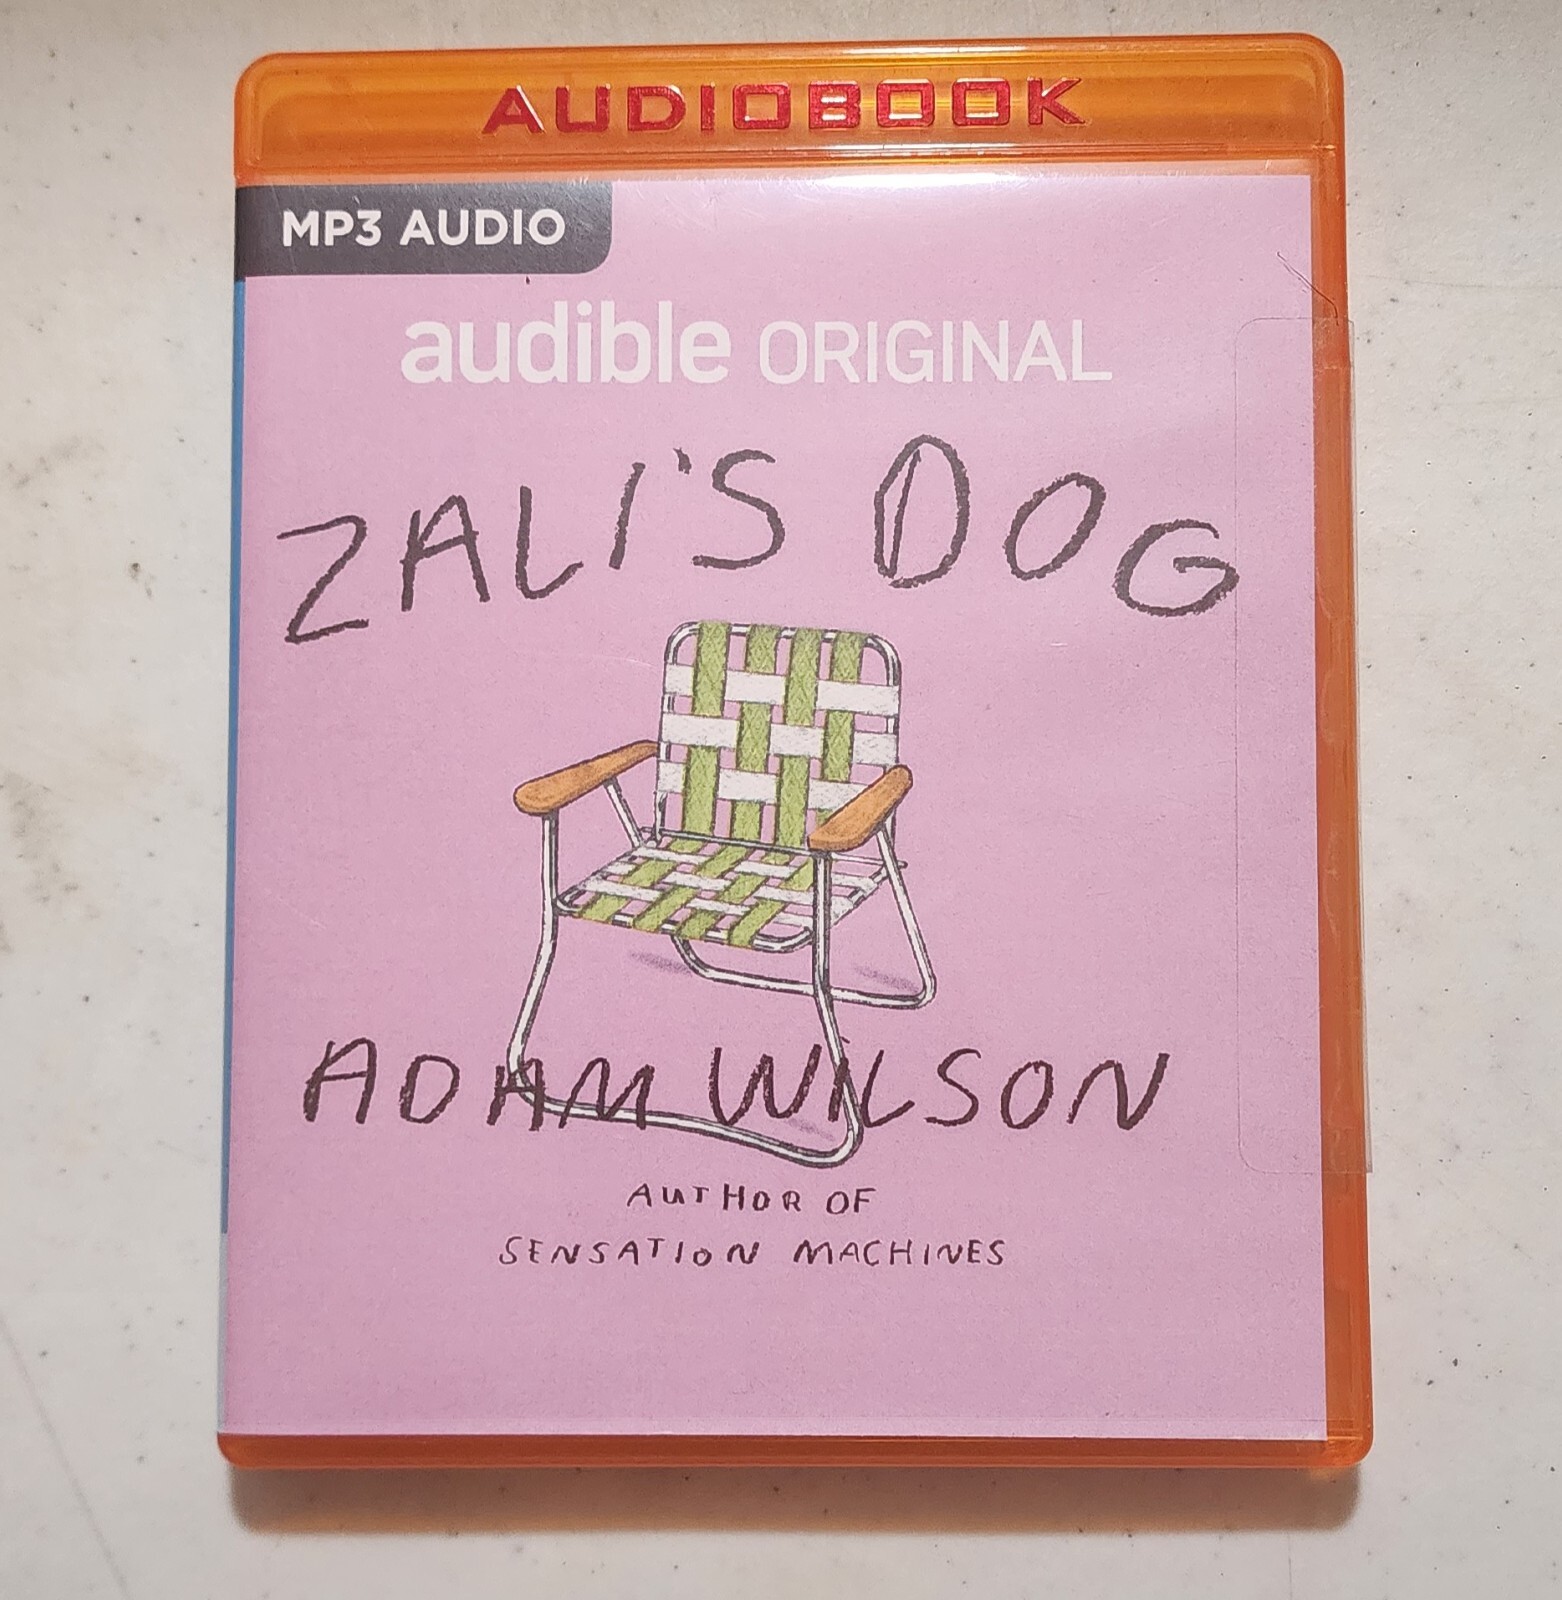 AUDIOBOOK
MP3 AUDIO
audible ORIGINAL
ZALI'S DOG
ADAM WILSON
AUTHOR OF
SENSATION MACHINES